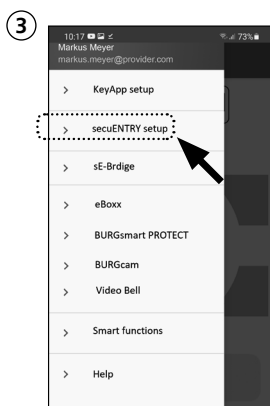 3
10:17 73%
Markus Meyer
markus.meyer@provider.com
> KeyApp setup
> secuENTRY setup
> sE-Brdige
> eBoxx
> BURGsmart PROTECT
> BURGcam
> Video Bell
> Smart functions
> Help